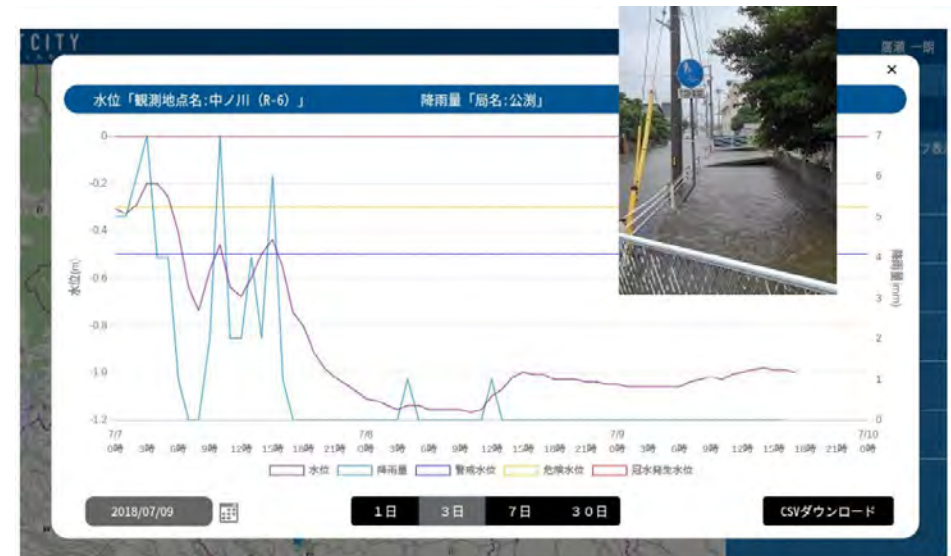 CITY
廣瀬 一朗
×
水位「観測地点名:中ノ川（R-6）」 降雨量「局名:公渕」
水位(m)
0
-0.2
-0.4
-0.6
-0.8
-1.0
-1.2
降雨量(mm)
7
6
5
4
3
2
1
0
7/7 7/8 7/9 7/10
0時 3時 6時 9時 12時 15時 18時 21時 0時 3時 6時 9時 12時 15時 18時 21時 0時 3時 6時 9時 12時 15時 18時 21時 0時
水位 降雨量 警戒水位 危険水位 冠水発生水位
2018/07/09 1日 3日 7日 30日 CSVダウンロード